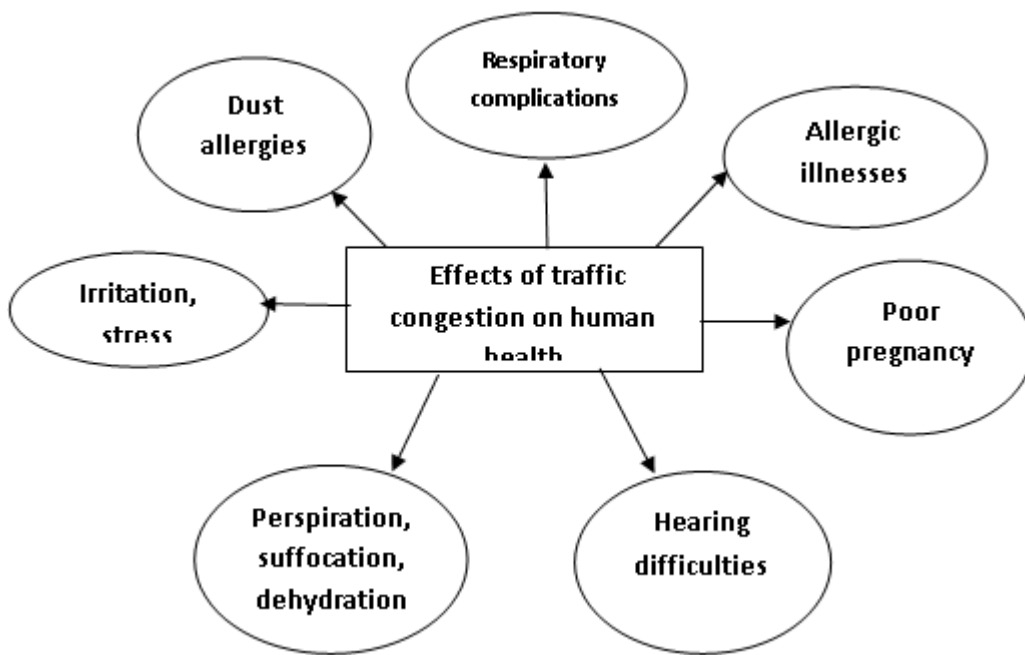 Respiratory
complications
Dust
allergies
Allergic
illnesses
Effects of traffic
congestion on human
health
Irritation,
stress
Poor
pregnancy
Perspiration,
suffocation,
dehydration
Hearing
difficulties